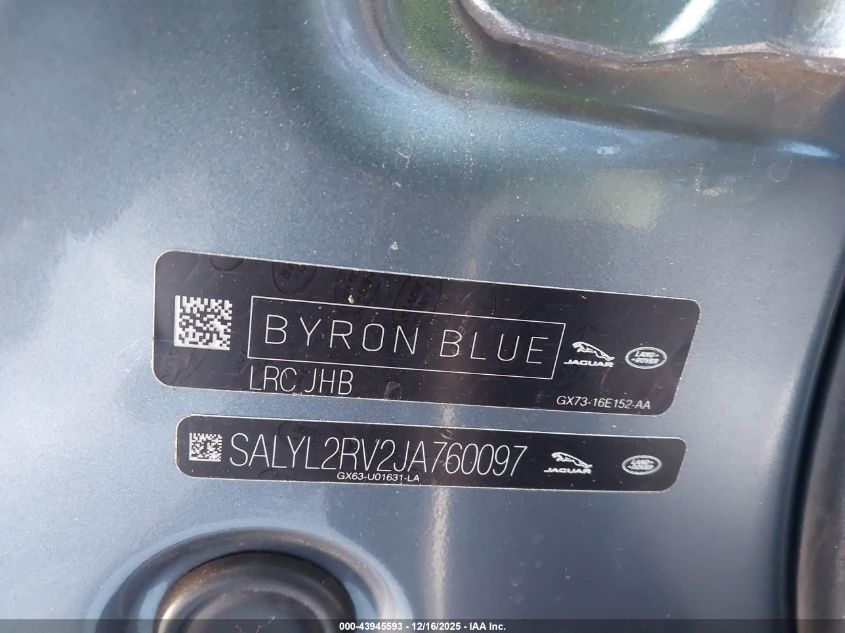 BYRON BLUE
JAGUAR
LAND-
ROVER
LRC JHB
GX73-16E152-AA
SALYL2RV2JA760097
JAGUAR
LAND-
ROVER
GX63-U01631-LA
000-43945593 - 12/16/2025 - IAA Inc.